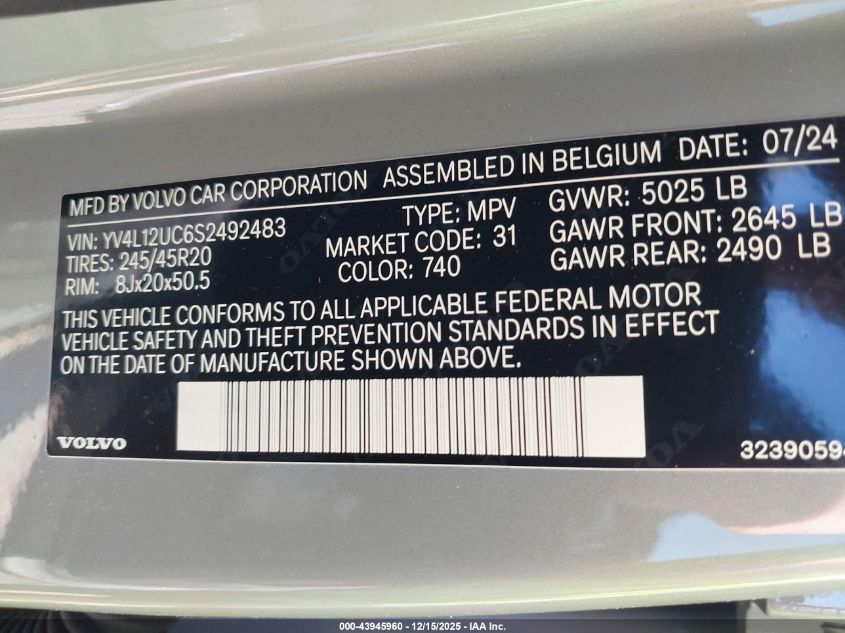 MFD BY VOLVO CAR CORPORATION ASSEMBLED IN BELGIUM DATE: 07/24
VIN: YV4L12UC6S2492483 TYPE: MPV GVWR: 5025 LB
TIRES: 245/45R20 MARKET CODE: 31 GAWR FRONT: 2645 LB
RIM: 8Jx20x50.5 COLOR: 740 GAWR REAR: 2490 LB
THIS VEHICLE CONFORMS TO ALL APPLICABLE FEDERAL MOTOR
VEHICLE SAFETY AND THEFT PREVENTION STANDARDS IN EFFECT
ON THE DATE OF MANUFACTURE SHOWN ABOVE.
VOLVO 3239059
000-43945960 - 12/15/2025 - IAA Inc.